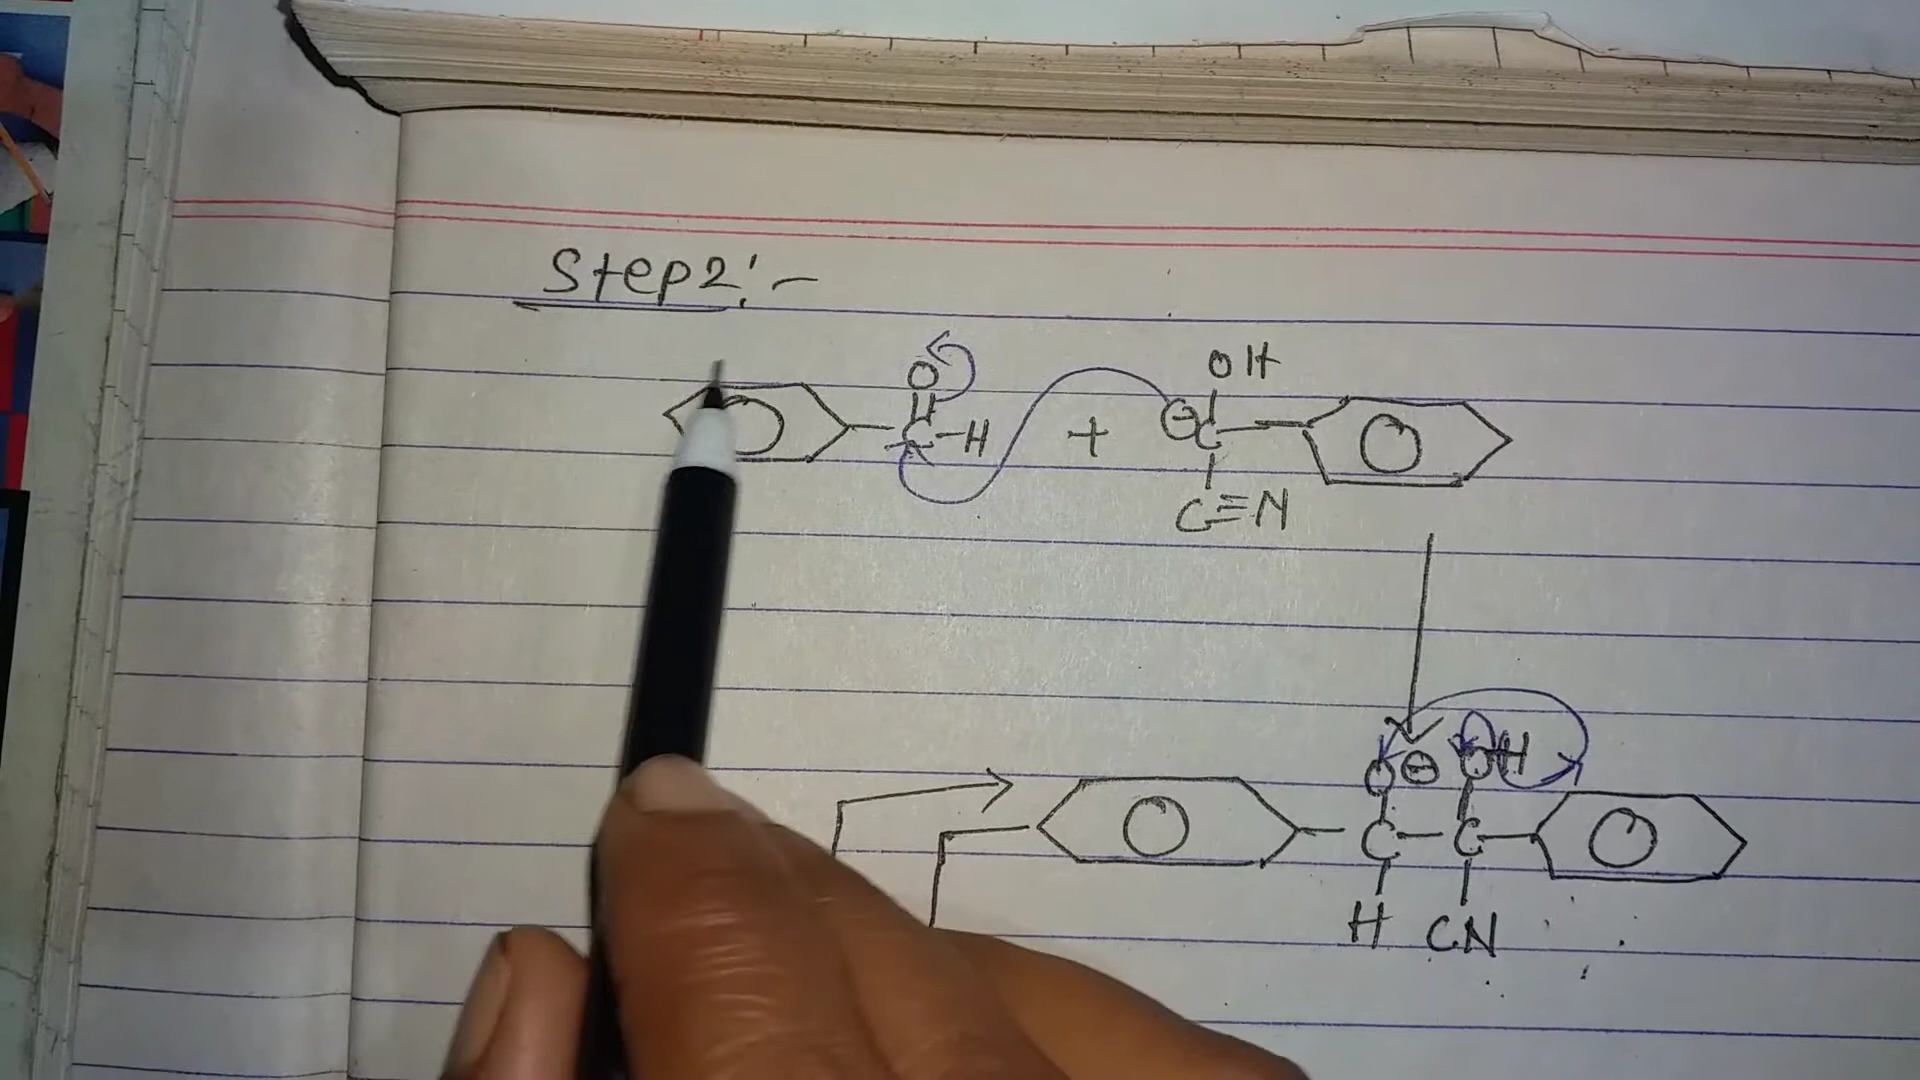 Step2:-
O OH
C-H + ⊖C
C≡N
O⊖ OH
C-C
H CN